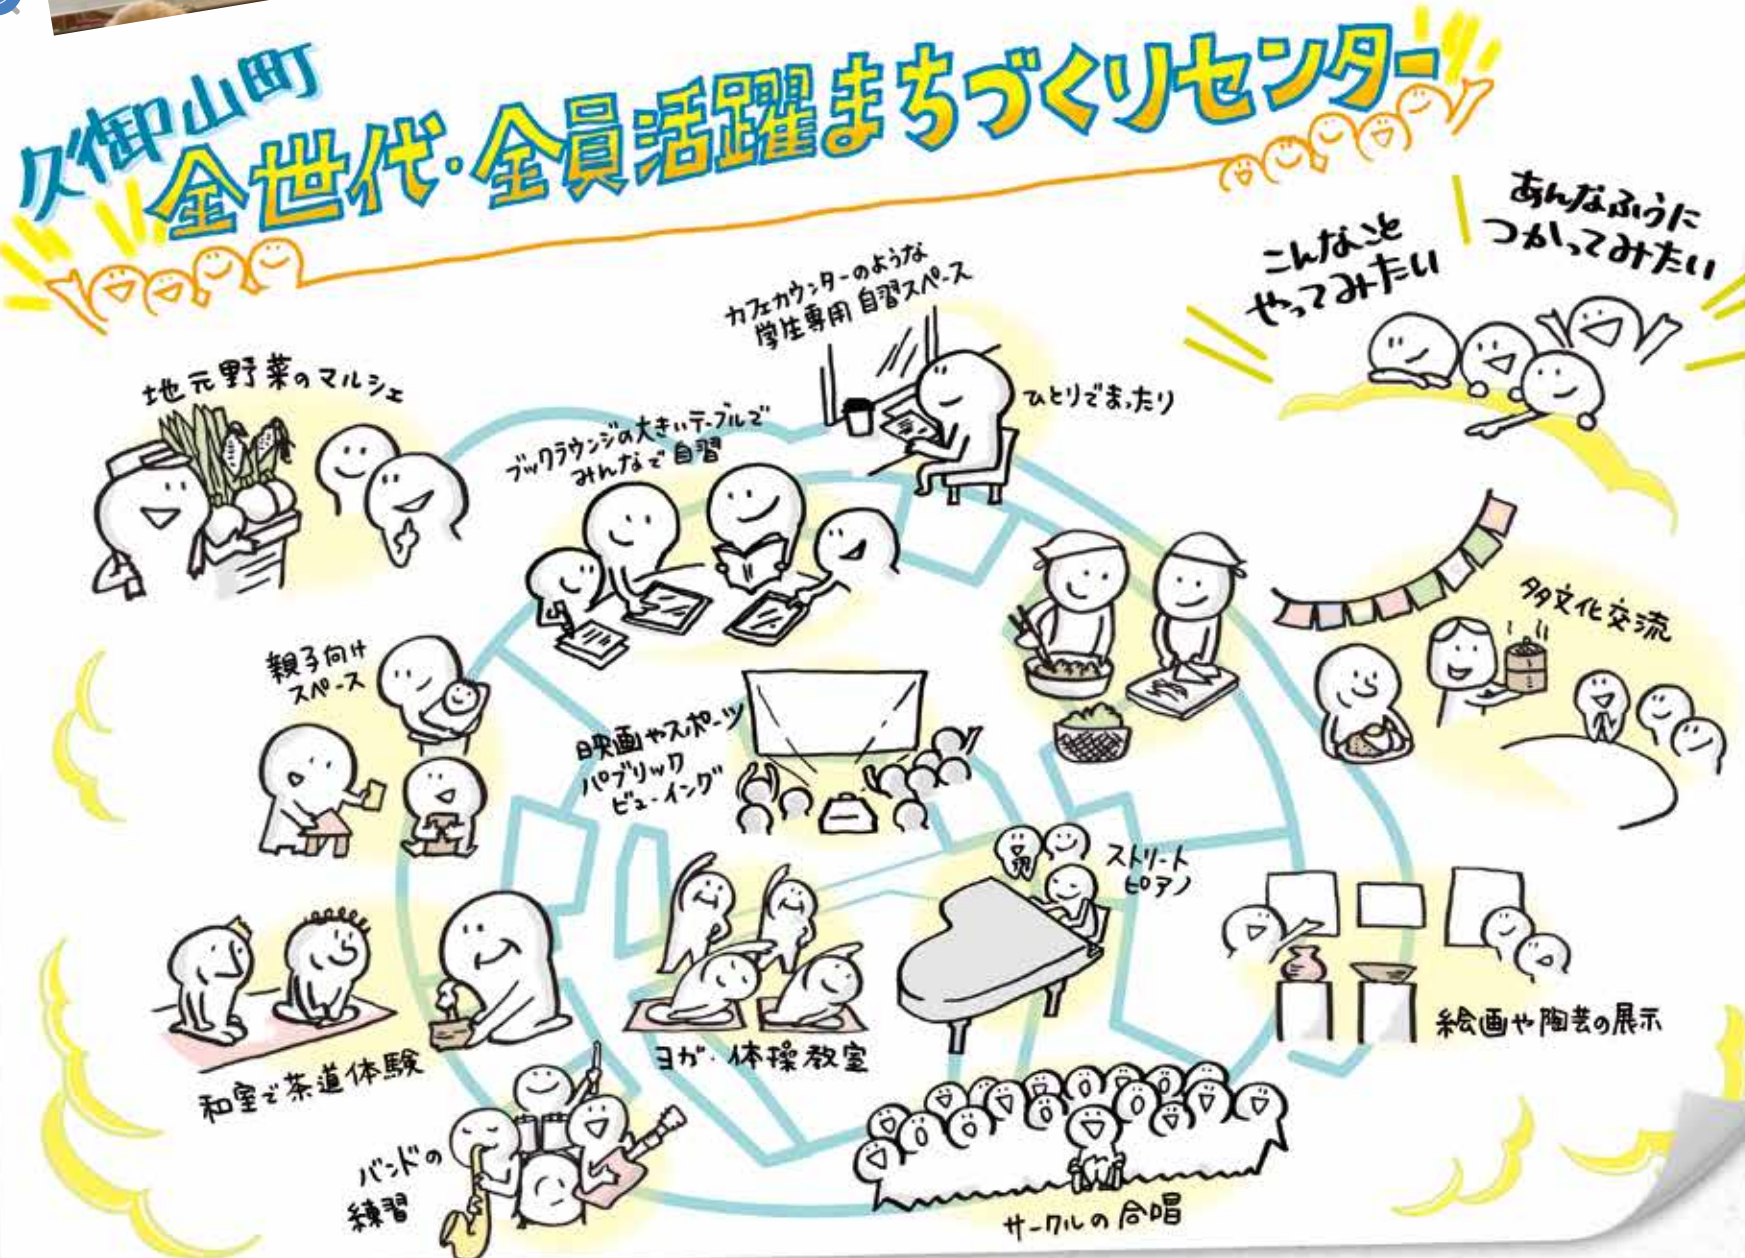 久御山町
全世代・全員活躍まちづくりセンター
こんなこと
やってみたい
あんなふうに
つかってみたい
カフェカウンターのような
学生専用 自習スペース
ひとりでまったり
地元野菜のマルシェ
ブックラウンジの大きいテーブルで
みんなで自習
多文化交流
親子向け
スペース
映画やスポーツ
パブリック
ビューイング
ストリート
ピアノ
絵画や陶芸の展示
和室で茶道体験
ヨガ・体操教室
バンドの
練習
サークルの合唱